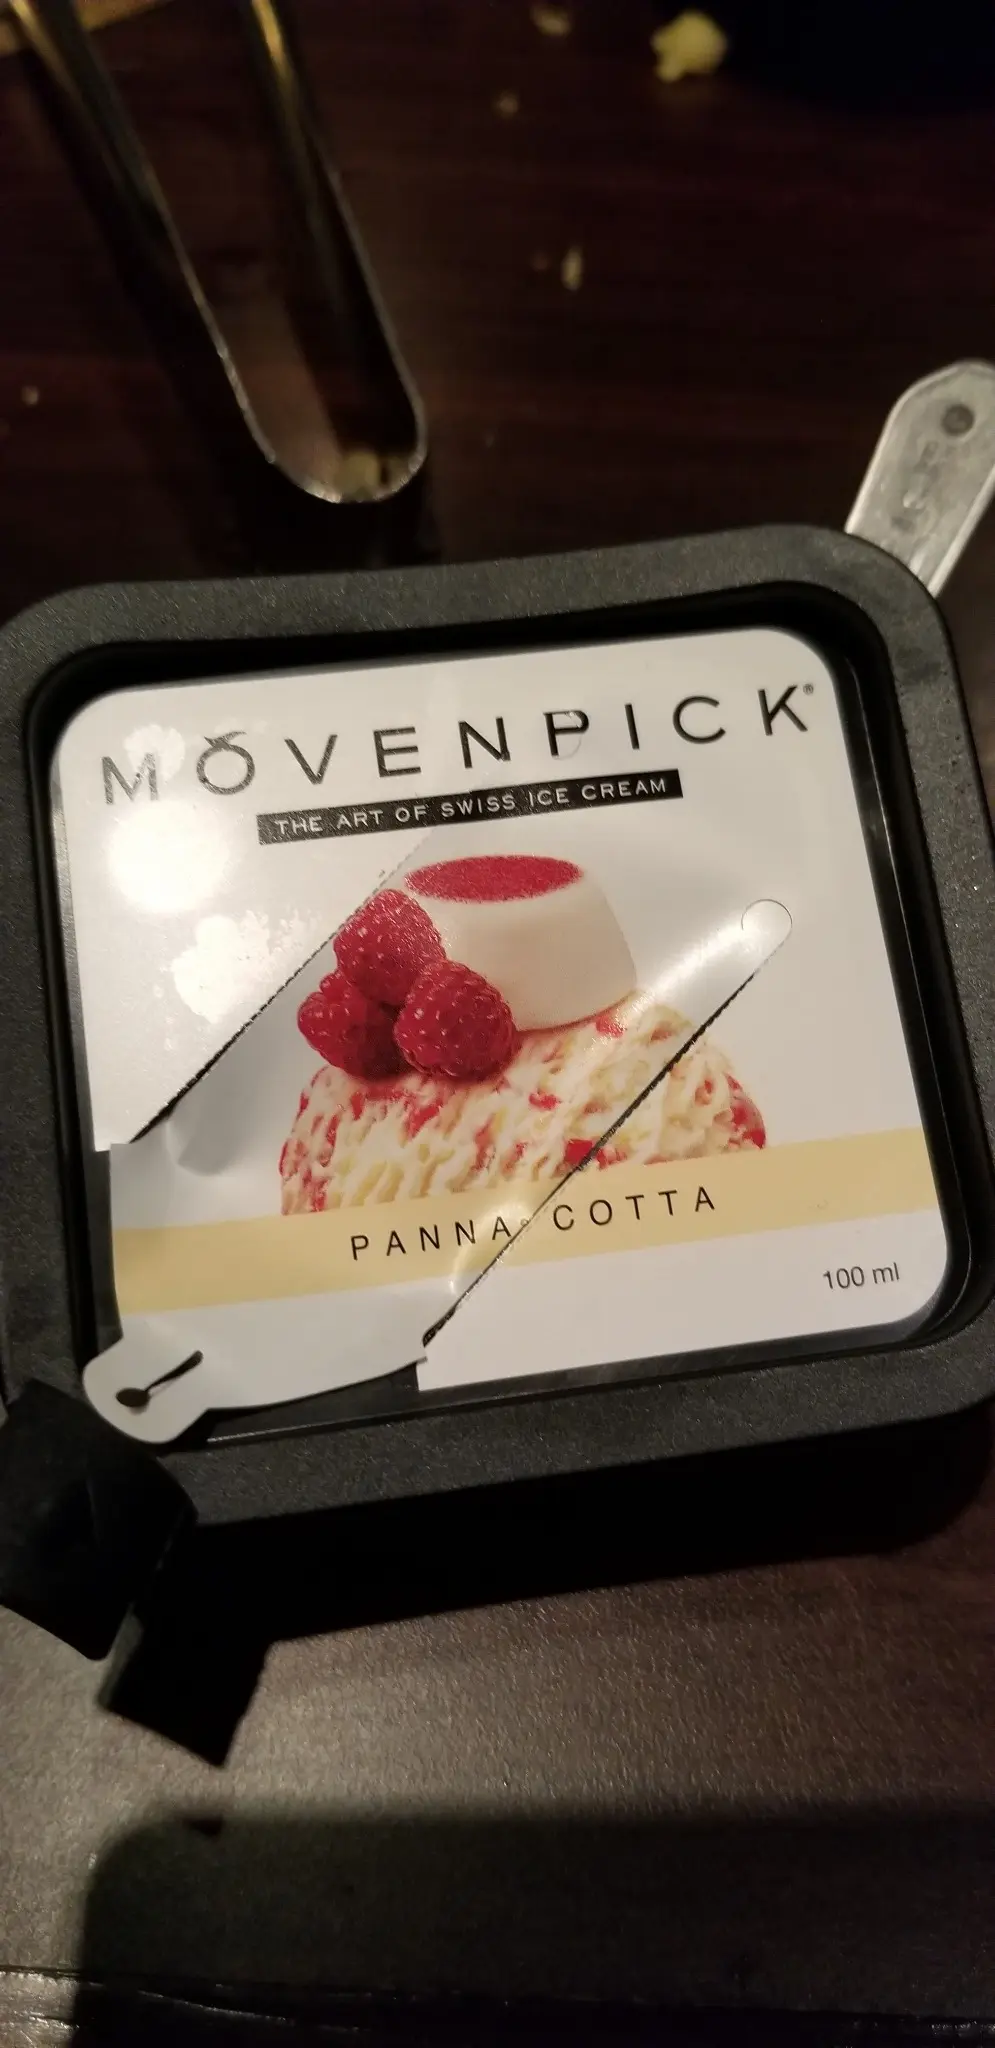 MÖVENPICK®
THE ART OF SWISS ICE CREAM
PANNA COTTA
100 ml